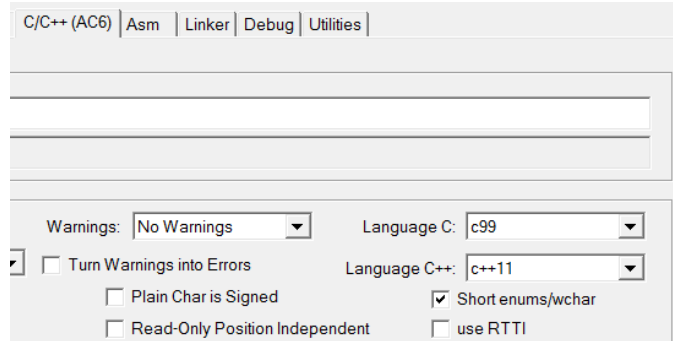 C/C++ (AC6) Asm Linker Debug Utilities
Warnings: No Warnings Language C: c99
Turn Warnings into Errors Language C++: c++11
Plain Char is Signed Short enums/wchar
Read-Only Position Independent use RTTI